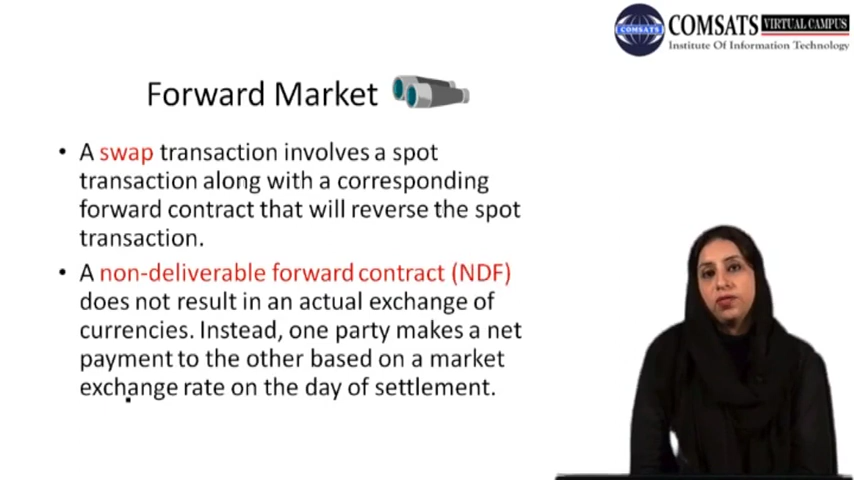 COMSATS VIRTUAL CAMPUS
COMSATS
Institute Of Information Technology
Forward Market
• A swap transaction involves a spot
transaction along with a corresponding
forward contract that will reverse the spot
transaction.
• A non-deliverable forward contract (NDF)
does not result in an actual exchange of
currencies. Instead, one party makes a net
payment to the other based on a market
exchange rate on the day of settlement.